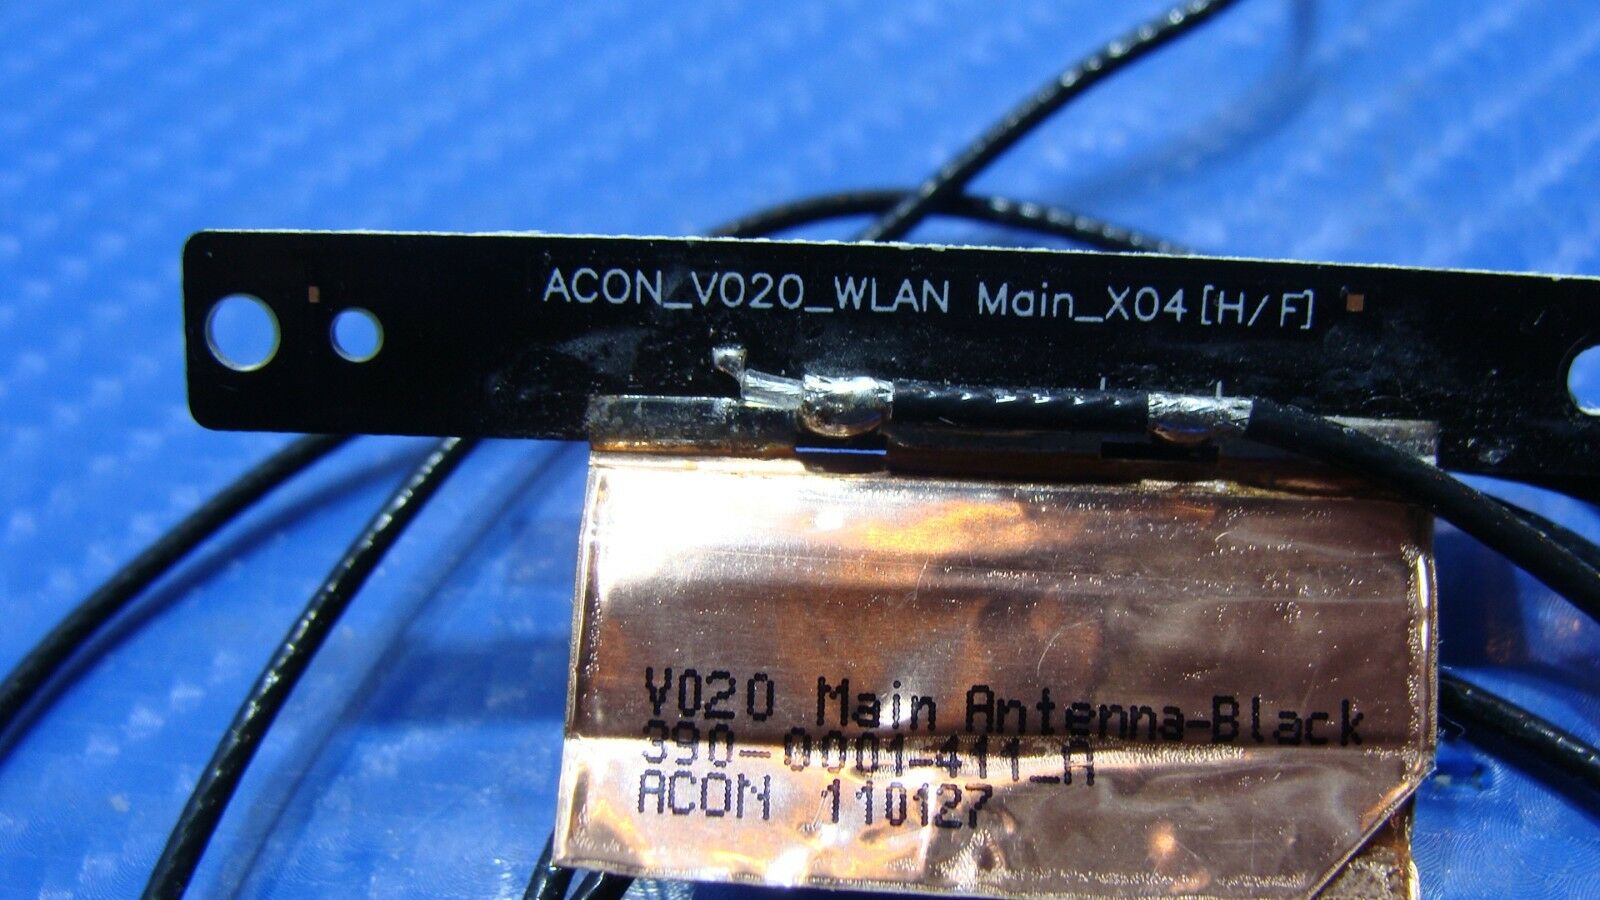 ACON_V020_WLAN Main_X04[H/F]
V020 Main Antenna-Black
390-0001-411_A
ACON 110127